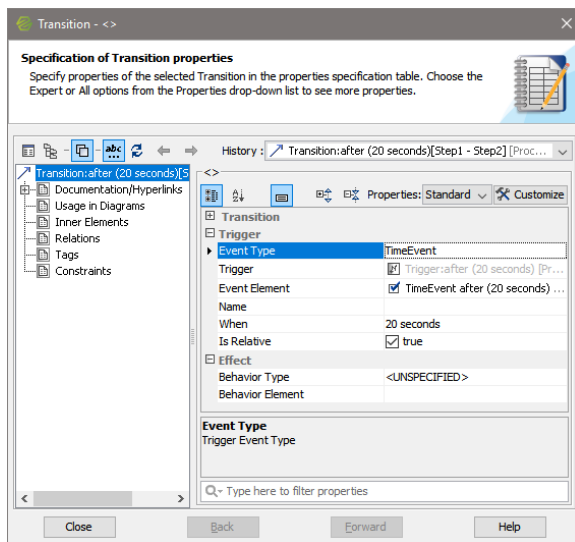 Transition - <>
Specification of Transition properties
Specify properties of the selected Transition in the properties specification table. Choose the
Expert or All options from the Properties drop-down list to see more properties.
History : Transition:after (20 seconds)[Step1 - Step2] [Proc...
Transition:after (20 seconds)[S
Documentation/Hyperlinks
Usage in Diagrams
Inner Elements
Relations
Tags
Constraints
<>
Properties: Standard Customize
Transition
Trigger
Event Type TimeEvent
Trigger Trigger:after (20 seconds) [Pr...
Event Element TimeEvent after (20 seconds) ...
Name
When 20 seconds
Is Relative true
Effect
Behavior Type <UNSPECIFIED>
Behavior Element
Event Type
Trigger Event Type
Type here to filter properties
Close Back Forward Help